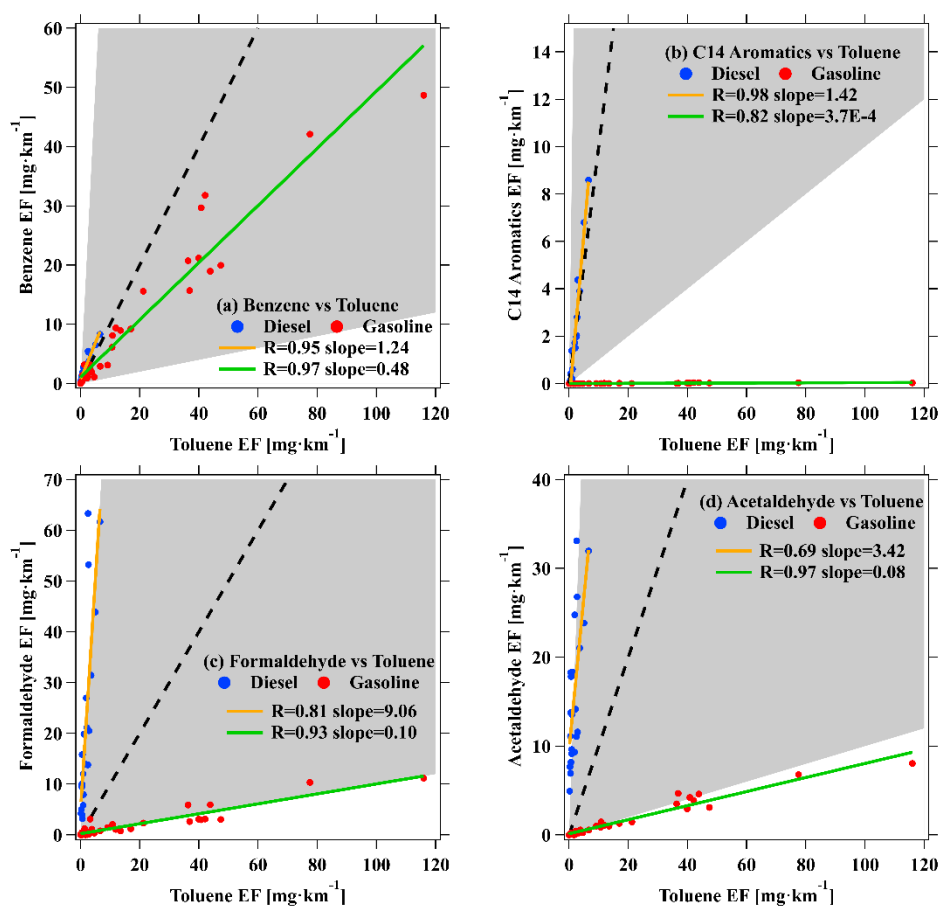 60
50
40
30
20
10
0
Benzene EF [mg·km⁻¹]
(a) Benzene vs Toluene
Diesel Gasoline
R=0.95 slope=1.24
R=0.97 slope=0.48
0 20 40 60 80 100 120
Toluene EF [mg·km⁻¹]
14
12
10
8
6
4
2
0
C14 Aromatics EF [mg·km⁻¹]
(b) C14 Aromatics vs Toluene
Diesel Gasoline
R=0.98 slope=1.42
R=0.82 slope=3.7E-4
0 20 40 60 80 100 120
Toluene EF [mg·km⁻¹]
70
60
50
40
30
20
10
0
Formaldehyde EF [mg·km⁻¹]
(c) Formaldehyde vs Toluene
Diesel Gasoline
R=0.81 slope=9.06
R=0.93 slope=0.10
0 20 40 60 80 100 120
Toluene EF [mg·km⁻¹]
40
30
20
10
0
Acetaldehyde EF [mg·km⁻¹]
(d) Acetaldehyde vs Toluene
Diesel Gasoline
R=0.69 slope=3.42
R=0.97 slope=0.08
0 20 40 60 80 100 120
Toluene EF [mg·km⁻¹]